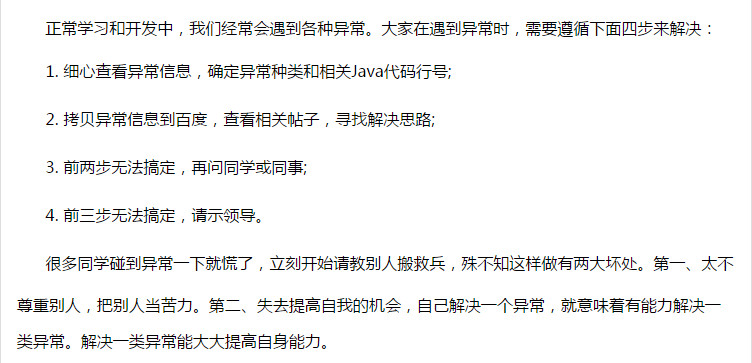 正常学习和开发中，我们经常会遇到各种异常。大家在遇到异常时，需要遵循下面四步来解决：
1. 细心查看异常信息，确定异常种类和相关Java代码行号;
2. 拷贝异常信息到百度，查看相关帖子，寻找解决思路;
3. 前两步无法搞定，再问同学或同事;
4. 前三步无法搞定，请示领导。
很多同学碰到异常一下就慌了，立刻开始请教别人搬救兵，殊不知这样做有两大坏处。第一、太不
尊重别人，把别人当苦力。第二、失去提高自我的机会，自己解决一个异常，就意味着有能力解决一
类异常。解决一类异常能大大提高自身能力。